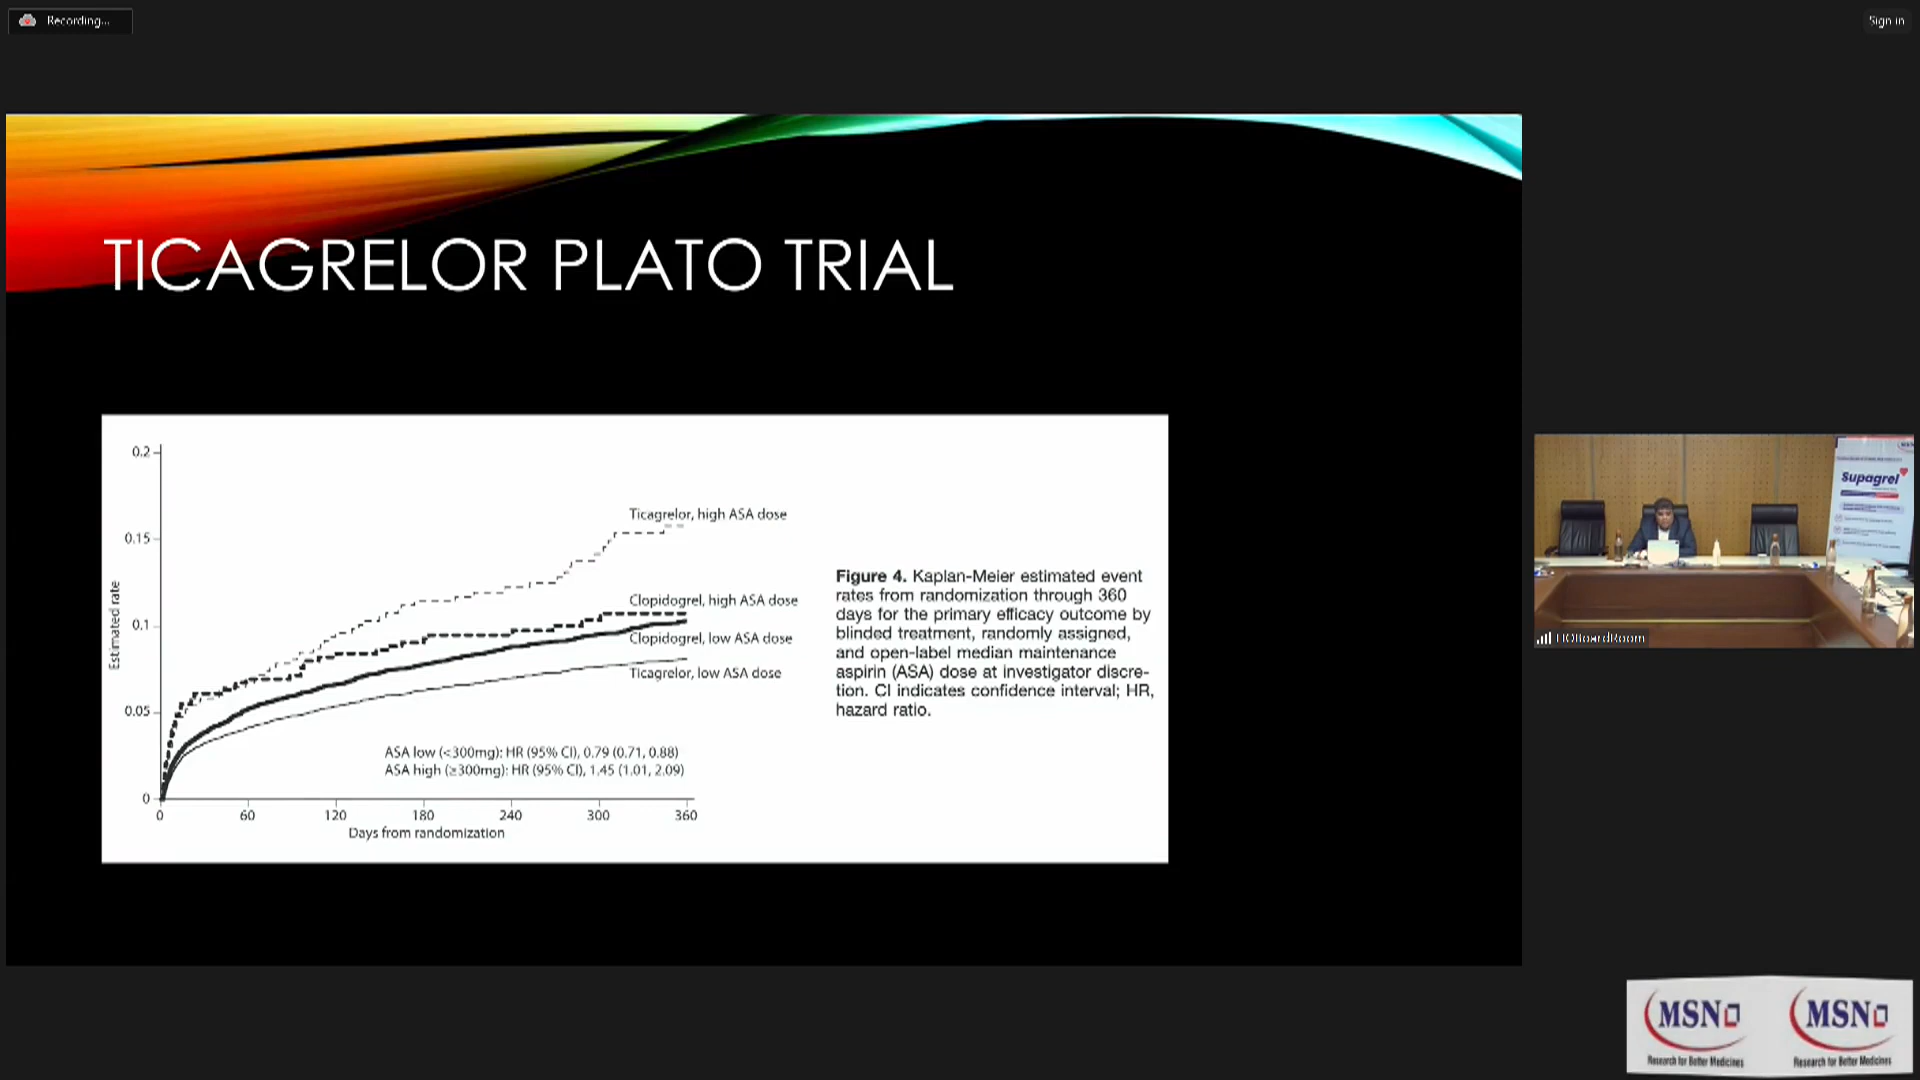 Recording...
Sign in
TICAGRELOR PLATO TRIAL
0.2
0.15
0.1
0.05
0
Estimated rate
Ticagrelor, high ASA dose
Clopidogrel, high ASA dose
Clopidogrel, low ASA dose
Ticagrelor, low ASA dose
ASA low (<300mg): HR (95% CI), 0.79 (0.71, 0.88)
ASA high (≥300mg): HR (95% CI), 1.45 (1.01, 2.09)
0 60 120 180 240 300 360
Days from randomization
Figure 4. Kaplan-Meier estimated event
rates from randomization through 360
days for the primary efficacy outcome by
blinded treatment, randomly assigned,
and open-label median maintenance
aspirin (ASA) dose at investigator discre-
tion. CI indicates confidence interval; HR,
hazard ratio.
Supagrel
HOBoardRoom
MSN
Research for Better Medicines
MSN
Research for Better Medicines